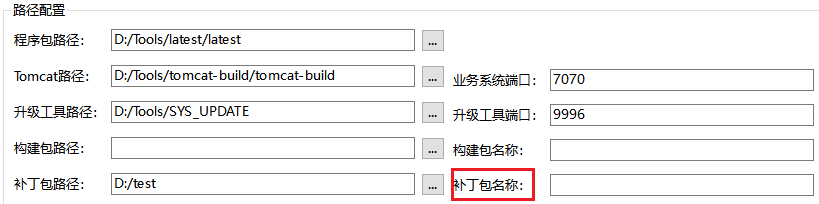 路径配置
程序包路径： D:/Tools/latest/latest ...
Tomcat路径： D:/Tools/tomcat-build/tomcat-build ... 业务系统端口： 7070
升级工具路径： D:/Tools/SYS_UPDATE ... 升级工具端口： 9996
构建包路径： ... 构建包名称：
补丁包路径： D:/test ... 补丁包名称：